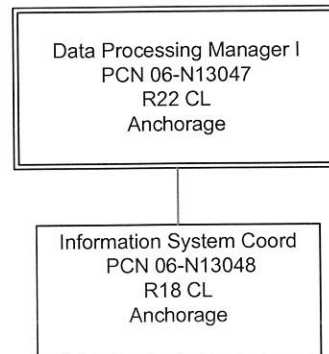 Data Processing Manager I
PCN 06-N13047
R22 CL
Anchorage
Information System Coord
PCN 06-N13048
R18 CL
Anchorage